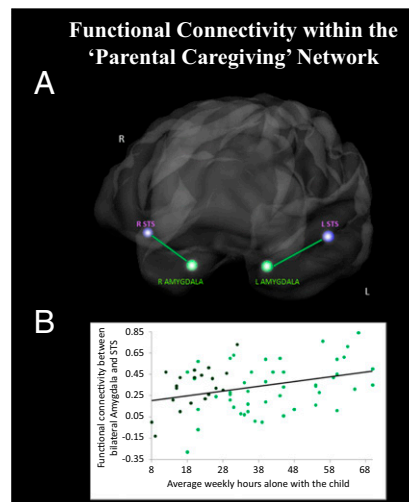 Functional Connectivity within the
‘Parental Caregiving’ Network
A
R
R STS
L STS
R AMYGDALA
L AMYGDALA
L
B
Functional connectivity between
bilateral Amygdala and STS
0.85
0.65
0.45
0.25
0.05
-0.15
-0.35
8 18 28 38 48 58 68
Average weekly hours alone with the child